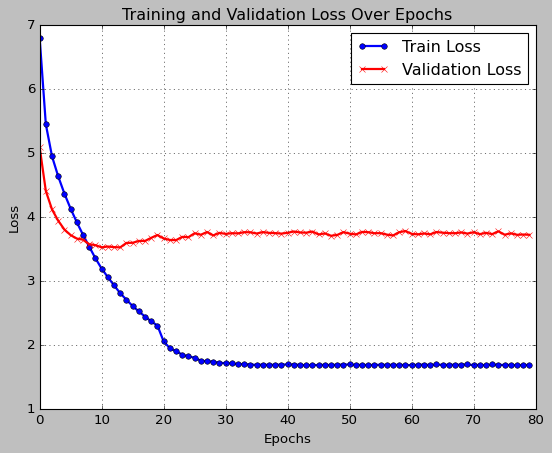 Training and Validation Loss Over Epochs
7
6
5
4
3
2
1
Loss
Train Loss
Validation Loss
0 10 20 30 40 50 60 70 80
Epochs